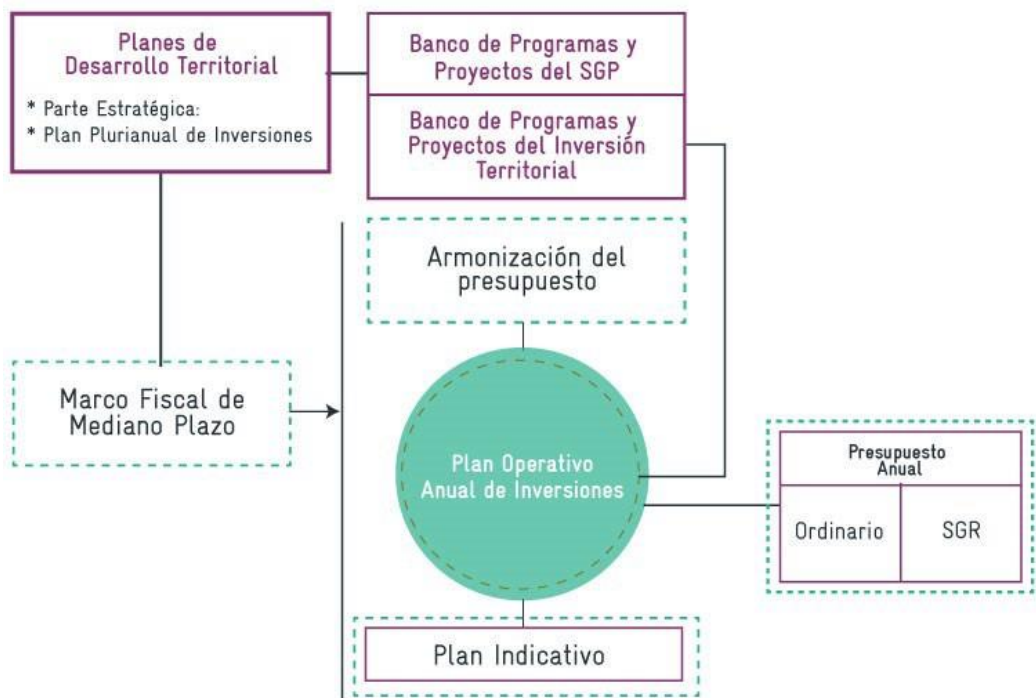 Planes de
Desarrollo Territorial
* Parte Estratégica:
* Plan Plurianual de Inversiones
Banco de Programas y
Proyectos del SGP
Banco de Programas y
Proyectos del Inversión
Territorial
Armonización del
presupuesto
Marco Fiscal de
Mediano Plazo
Plan Operativo
Anual de Inversiones
Presupuesto
Anual
Ordinario
SGR
Plan Indicativo